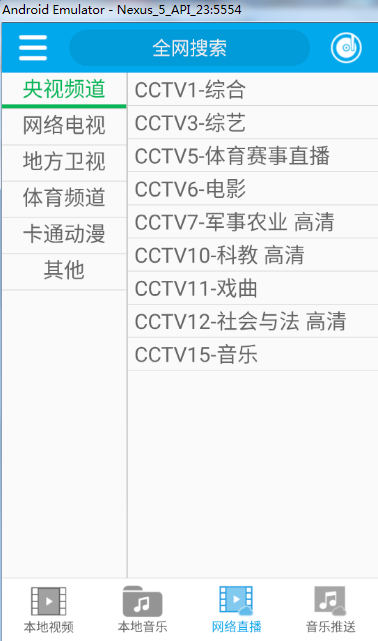 Android Emulator - Nexus_5_API_23:5554
全网搜索
央视频道
网络电视
地方卫视
体育频道
卡通动漫
其他
CCTV1-综合
CCTV3-综艺
CCTV5-体育赛事直播
CCTV6-电影
CCTV7-军事农业 高清
CCTV10-科教 高清
CCTV11-戏曲
CCTV12-社会与法 高清
CCTV15-音乐
本地视频
本地音乐
网络直播
音乐推送